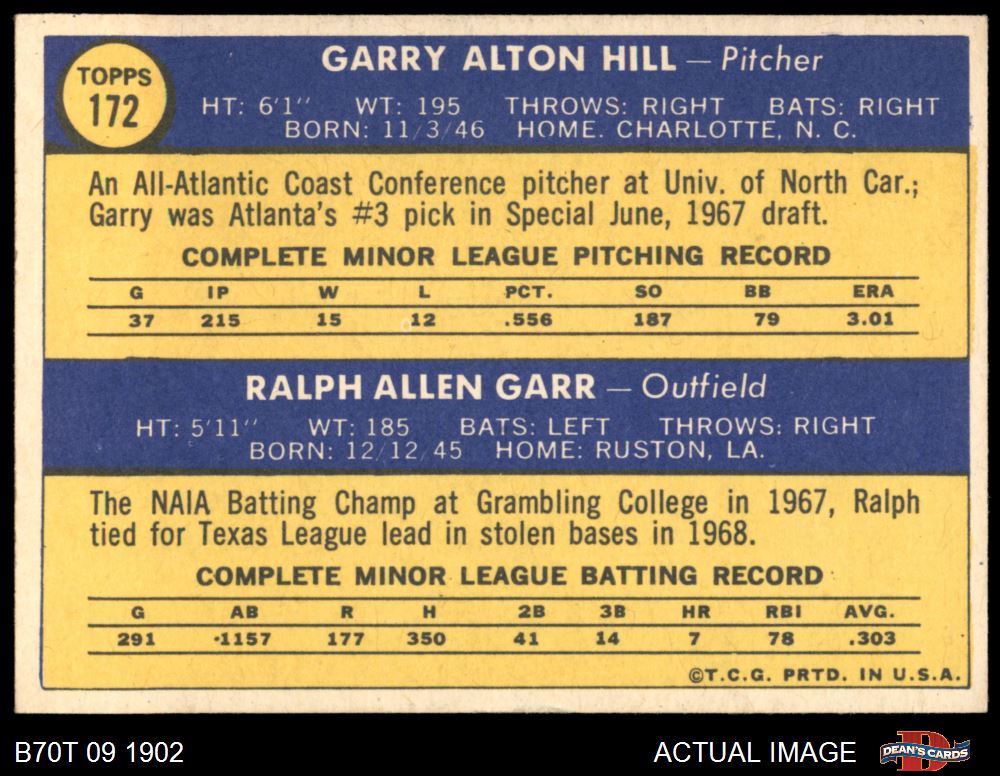 TOPPS
172
GARRY ALTON HILL — Pitcher
HT: 6'1" WT: 195 THROWS: RIGHT BATS: RIGHT
BORN: 11/3/46 HOME. CHARLOTTE, N. C.
An All-Atlantic Coast Conference pitcher at Univ. of North Car.;
Garry was Atlanta's #3 pick in Special June, 1967 draft.
COMPLETE MINOR LEAGUE PITCHING RECORD
G IP W L PCT. SO BB ERA
37 215 15 12 .556 187 79 3.01
RALPH ALLEN GARR — Outfield
HT: 5'11" WT: 185 BATS: LEFT THROWS: RIGHT
BORN: 12/12/45 HOME: RUSTON, LA.
The NAIA Batting Champ at Grambling College in 1967, Ralph
tied for Texas League lead in stolen bases in 1968.
COMPLETE MINOR LEAGUE BATTING RECORD
G AB R H 2B 3B HR RBI AVG.
291 1157 177 350 41 14 7 78 .303
©T.C.G. PRTD. IN U.S.A.
B70T 09 1902
ACTUAL IMAGE
D
DEAN'S CARDS